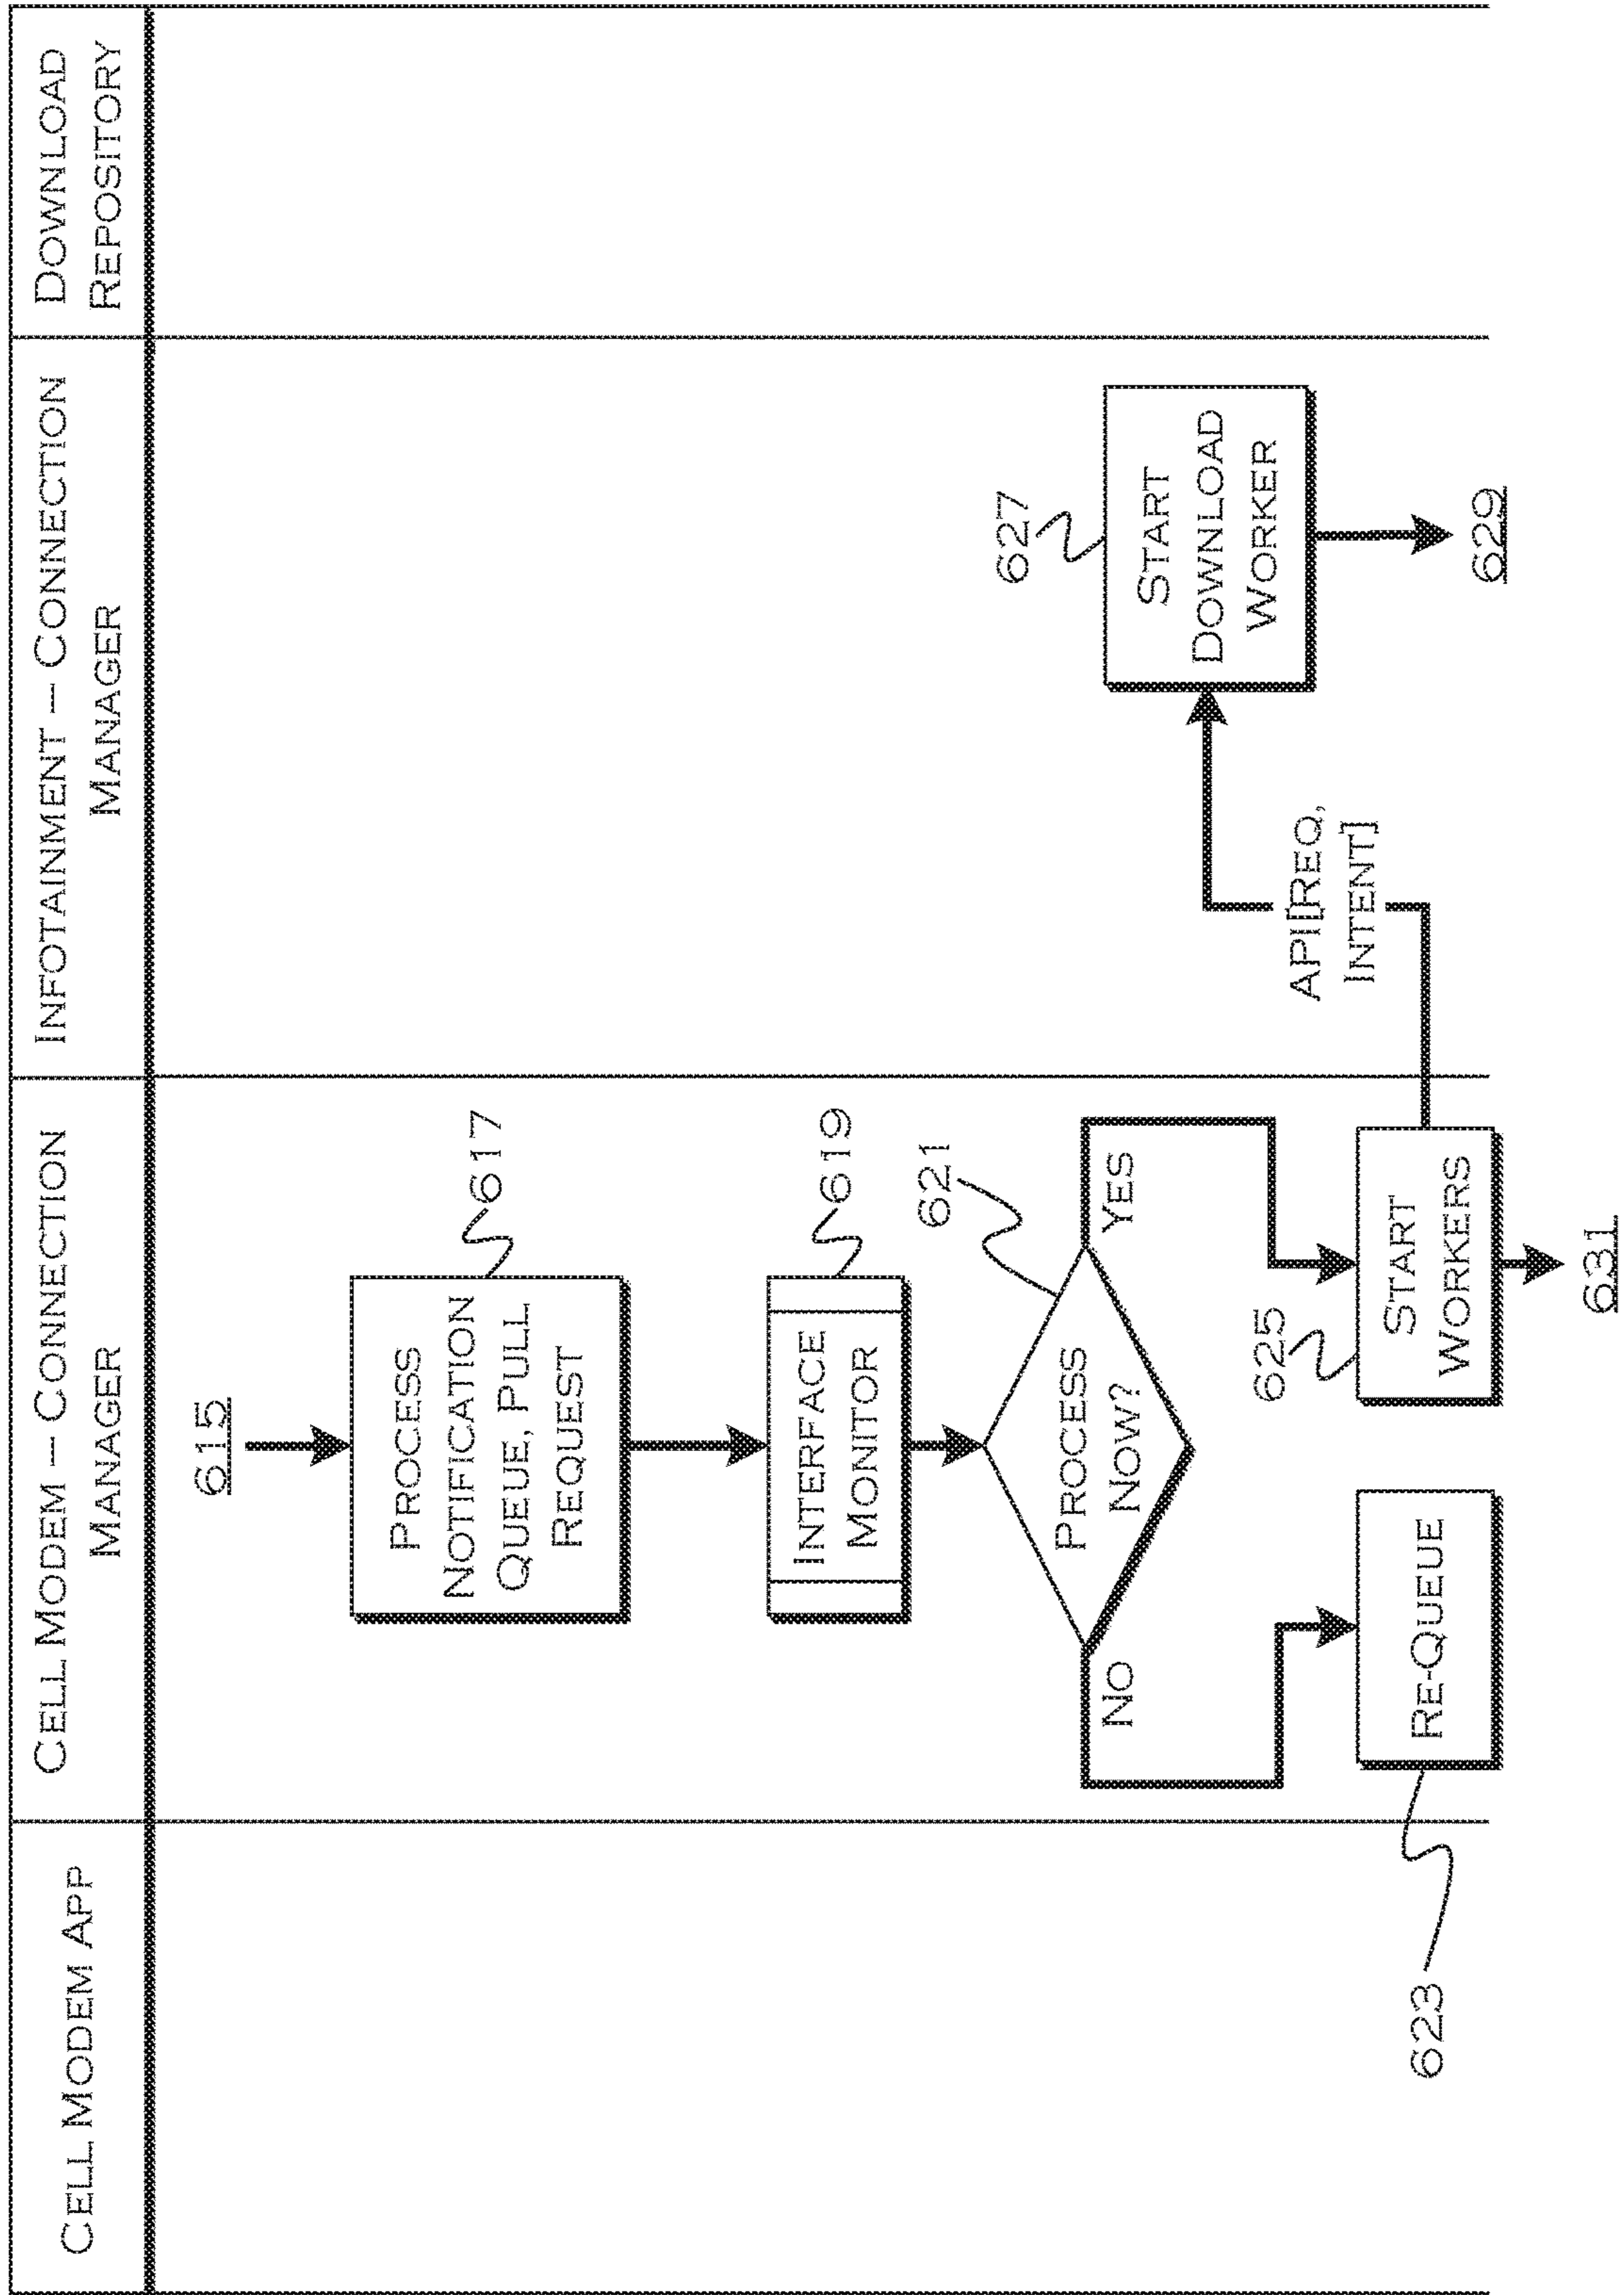 CELL MODEM APP
CELL MODEM – CONNECTION
MANAGER
INFOTAINMENT – CONNECTION
MANAGER
DOWNLOAD
REPOSITORY
615
PROCESS
NOTIFICATION
QUEUE, PULL
REQUEST
617
INTERFACE
MONITOR
619
PROCESS
NOW?
621
NO
YES
RE-QUEUE
623
START
WORKERS
625
631
API[REQ,
INTENT]
START
DOWNLOAD
WORKER
627
629